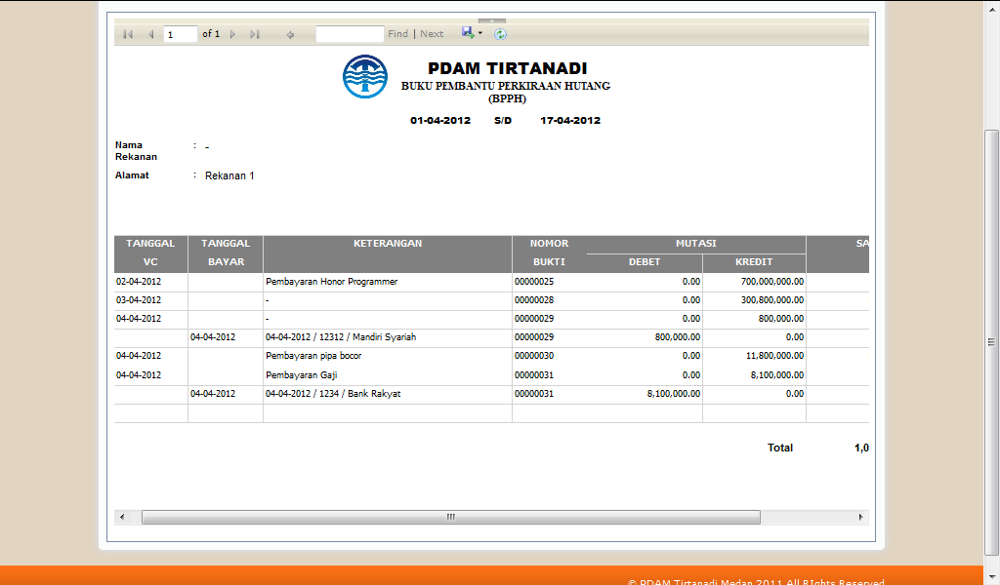 1 of 1 Find | Next
PDAM TIRTANADI
BUKU PEMBANTU PERKIRAAN HUTANG
(BPPH)
01-04-2012 S/D 17-04-2012
Nama Rekanan : -
Alamat : Rekanan 1
TANGGAL VC TANGGAL BAYAR KETERANGAN NOMOR BUKTI MUTASI SA
DEBET KREDIT
02-04-2012 Pembayaran Honor Programmer 00000025 0.00 700,000,000.00
03-04-2012 - 00000028 0.00 300,800,000.00
04-04-2012 - 00000029 0.00 800,000.00
04-04-2012 04-04-2012 / 12312 / Mandiri Syariah 00000029 800,000.00 0.00
04-04-2012 Pembayaran pipa bocor 00000030 0.00 11,800,000.00
04-04-2012 Pembayaran Gaji 00000031 0.00 8,100,000.00
04-04-2012 04-04-2012 / 1234 / Bank Rakyat 00000031 8,100,000.00 0.00
Total 1,0
© PDAM Tirtanadi Medan 2011 All RIghts Reserved